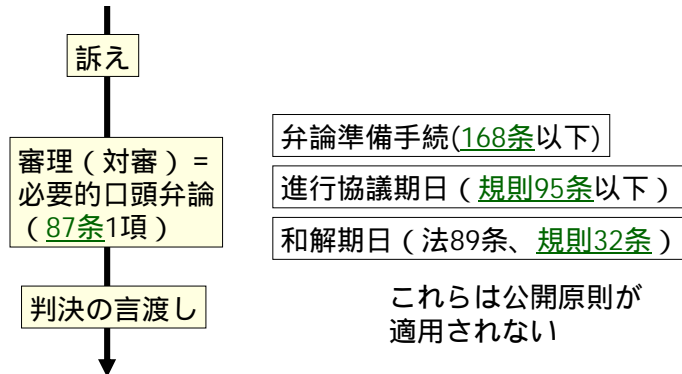 訴え
審理（対審）＝
必要的口頭弁論
（87条1項）
判決の言渡し
弁論準備手続(168条以下)
進行協議期日（規則95条以下）
和解期日（法89条、規則32条）
これらは公開原則が
適用されない